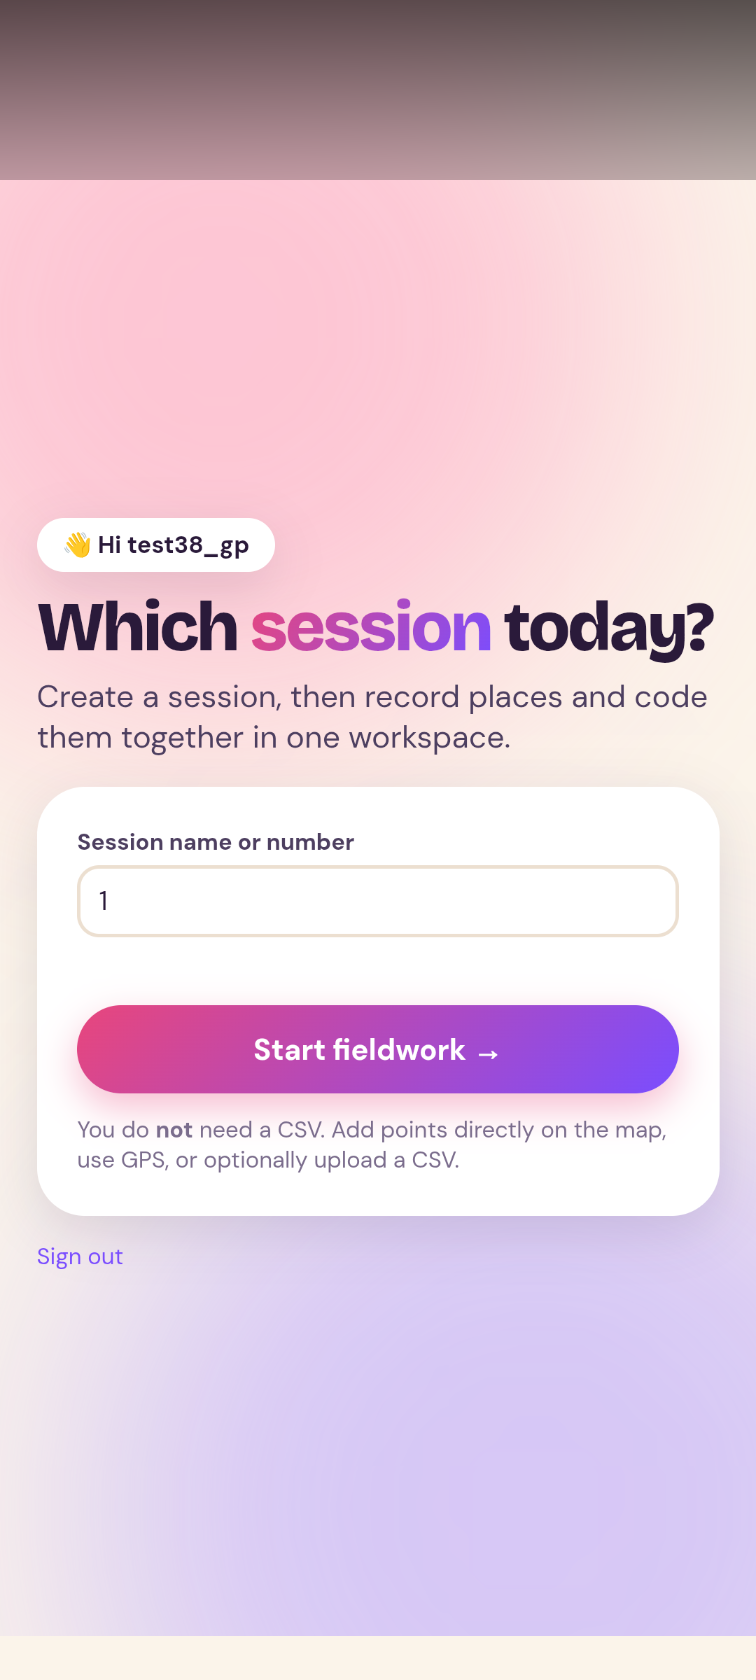 👋 Hi test38_gp
Which session today?
Create a session, then record places and code
them together in one workspace.
Session name or number
1
Start fieldwork →
You do not need a CSV. Add points directly on the map,
use GPS, or optionally upload a CSV.
Sign out